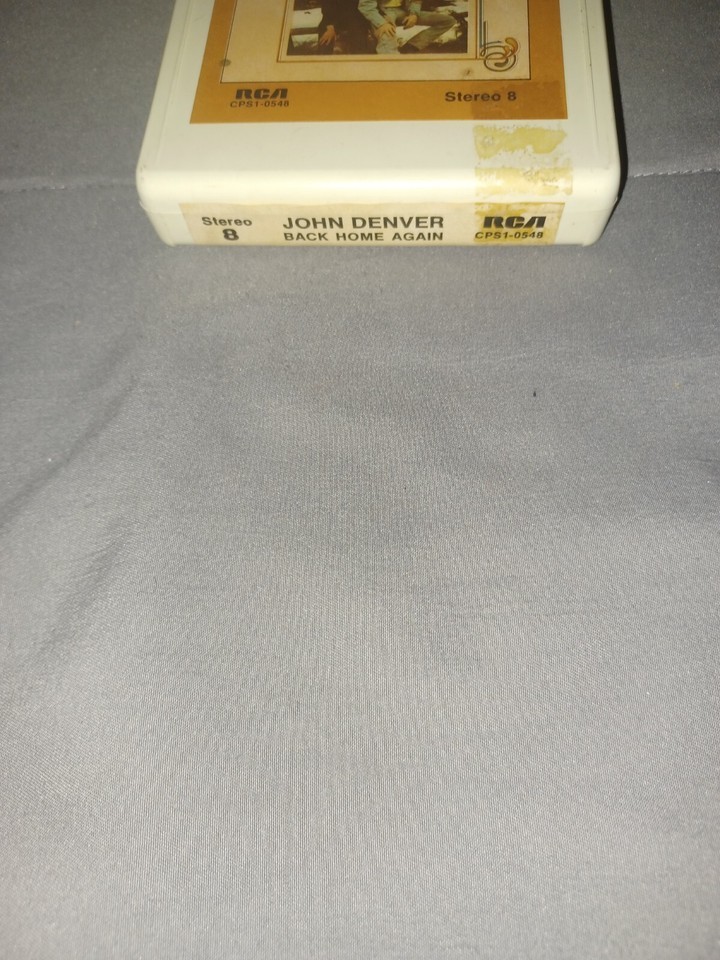 RCA
CPS1-0548
Stereo 8
Stereo
8
JOHN DENVER
BACK HOME AGAIN
RCA
CPS1-0548